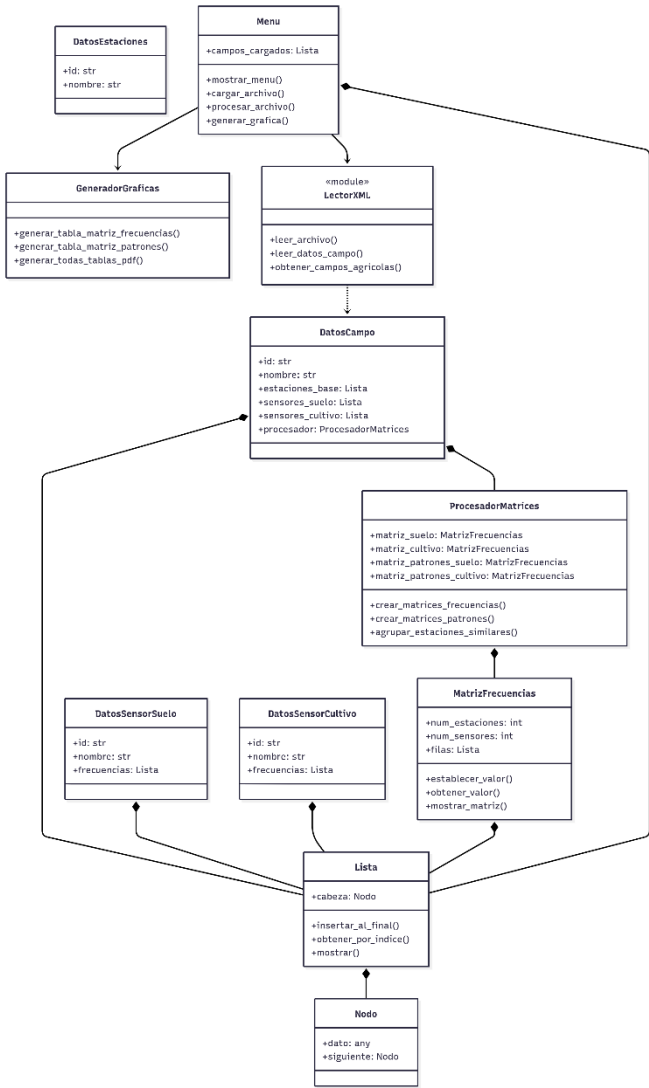 Menu
+campos_cargados: Lista
+mostrar_menu()
+cargar_archivo()
+procesar_archivo()
+generar_grafica()
DatosEstaciones
+id: str
+nombre: str
GeneradorGraficas
+generar_tabla_matriz_frecuencias()
+generar_tabla_matriz_patrones()
+generar_todas_tablas_pdf()
«module»
LectorXML
+leer_archivo()
+leer_datos_campo()
+obtener_campos_agricolas()
DatosCampo
+id: str
+nombre: str
+estaciones_base: Lista
+sensores_suelo: Lista
+sensores_cultivo: Lista
+procesador: ProcesadorMatrices
ProcesadorMatrices
+matriz_suelo: MatrizFrecuencias
+matriz_cultivo: MatrizFrecuencias
+matriz_patrones_suelo: MatrizFrecuencias
+matriz_patrones_cultivo: MatrizFrecuencias
+crear_matrices_frecuencias()
+crear_matrices_patrones()
+agrupar_estaciones_similares()
DatosSensorSuelo
+id: str
+nombre: str
+frecuencias: Lista
DatosSensorCultivo
+id: str
+nombre: str
+frecuencias: Lista
MatrizFrecuencias
+num_estaciones: int
+num_sensores: int
+filas: Lista
+establecer_valor()
+obtener_valor()
+mostrar_matriz()
Lista
+cabeza: Nodo
+insertar_al_final()
+obtener_por_indice()
+mostrar()
Nodo
+dato: any
+siguiente: Nodo